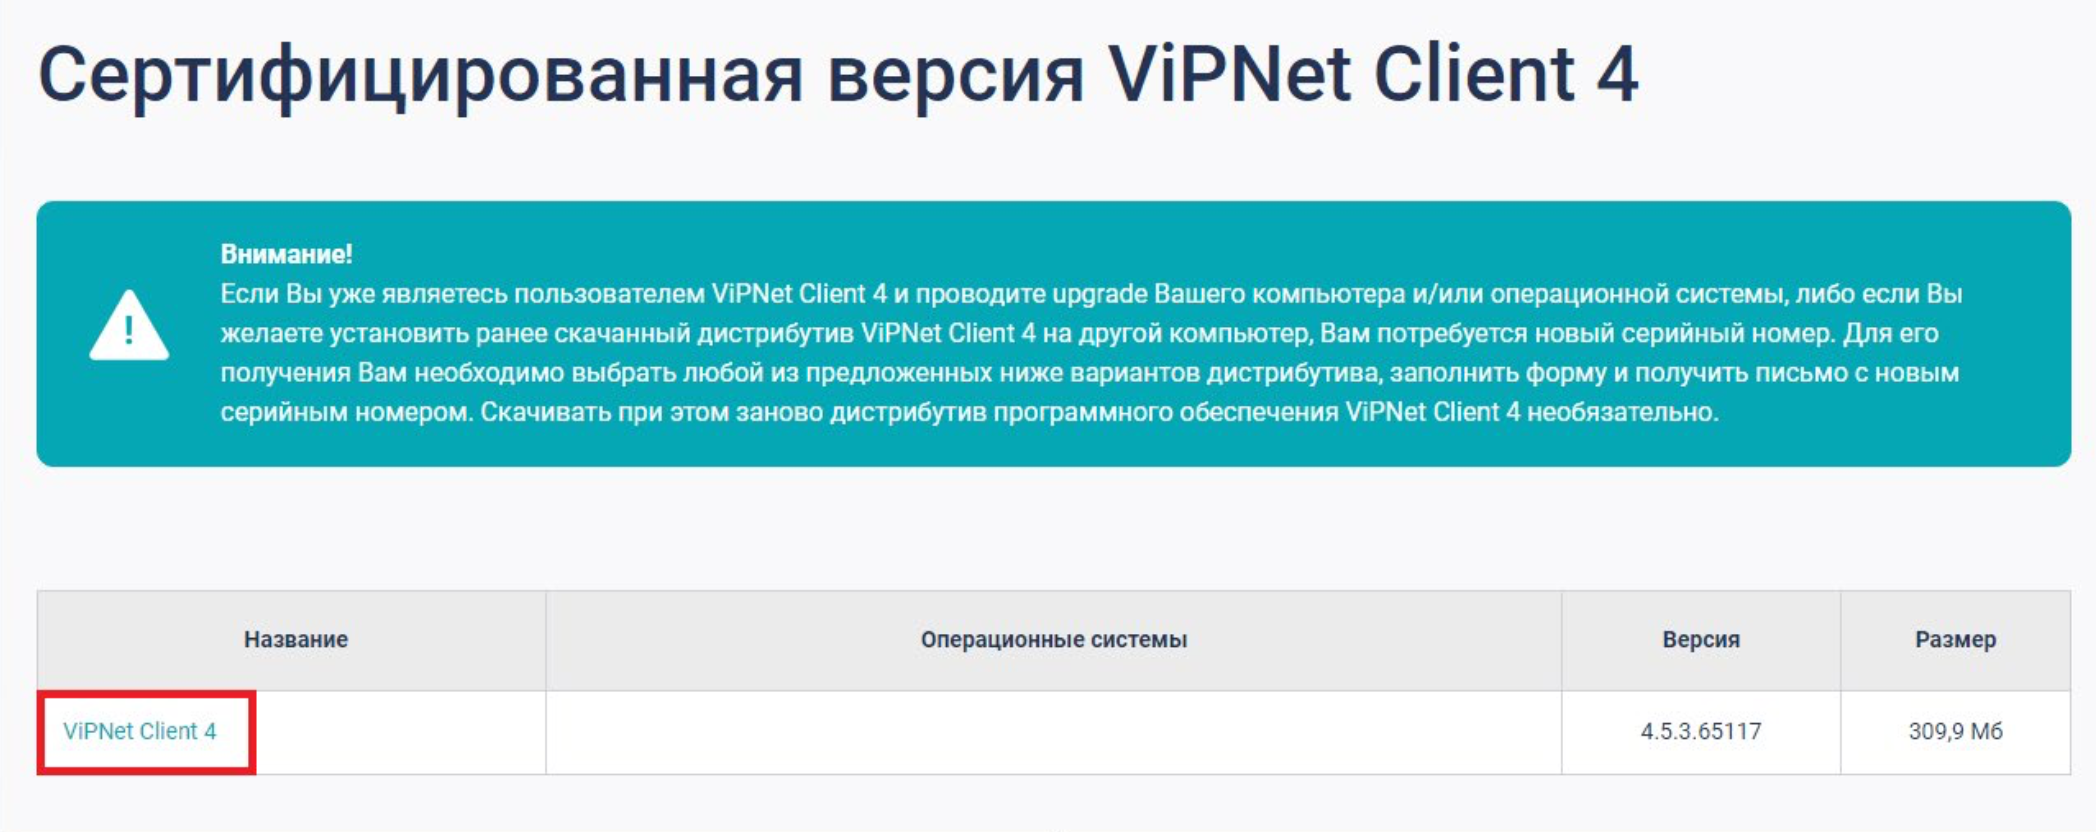 Сертифицированная версия ViPNet Client 4
Внимание!
Если Вы уже являетесь пользователем ViPNet Client 4 и проводите upgrade Вашего компьютера и/или операционной системы, либо если Вы
желаете установить ранее скачанный дистрибутив ViPNet Client 4 на другой компьютер, Вам потребуется новый серийный номер. Для его
получения Вам необходимо выбрать любой из предложенных ниже вариантов дистрибутива, заполнить форму и получить письмо с новым
серийным номером. Скачивать при этом заново дистрибутив программного обеспечения ViPNet Client 4 необязательно.
Название Операционные системы Версия Размер
ViPNet Client 4 4.5.3.65117 309,9 Мб